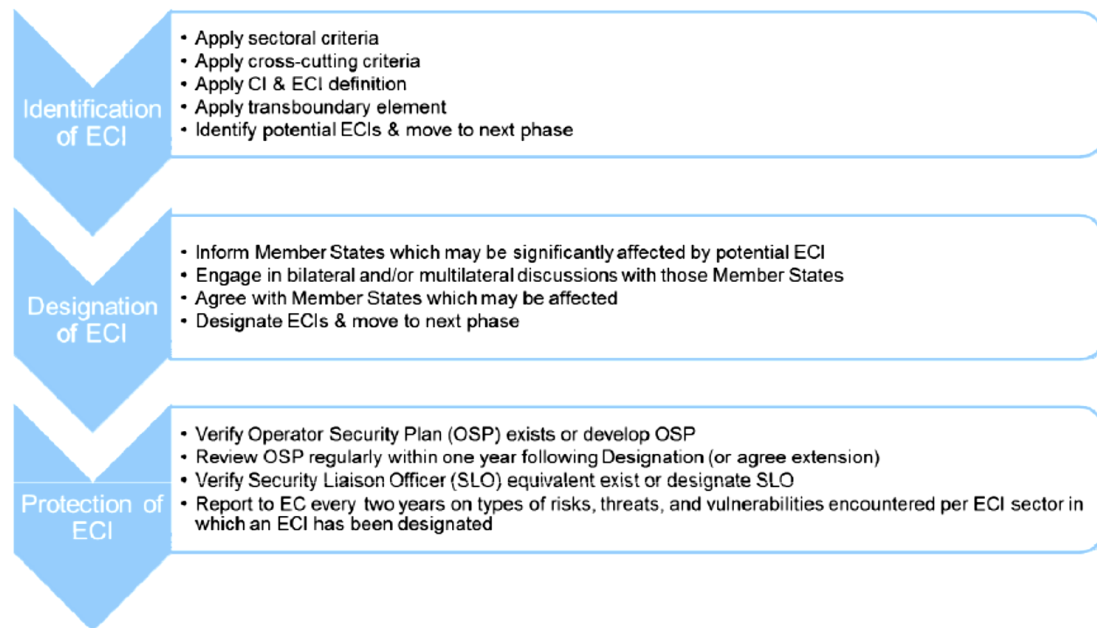 Identification
of ECI
• Apply sectoral criteria
• Apply cross-cutting criteria
• Apply CI & ECI definition
• Apply transboundary element
• Identify potential ECIs & move to next phase
Designation
of ECI
• Inform Member States which may be significantly affected by potential ECI
• Engage in bilateral and/or multilateral discussions with those Member States
• Agree with Member States which may be affected
• Designate ECIs & move to next phase
Protection of
ECI
• Verify Operator Security Plan (OSP) exists or develop OSP
• Review OSP regularly within one year following Designation (or agree extension)
• Verify Security Liaison Officer (SLO) equivalent exist or designate SLO
• Report to EC every two years on types of risks, threats, and vulnerabilities encountered per ECI sector in
which an ECI has been designated